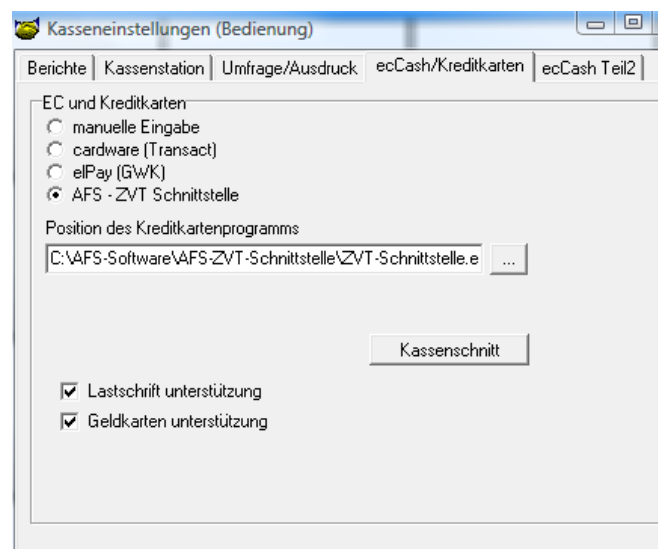 Kasseneinstellungen (Bedienung)
Berichte Kassenstation Umfrage/Ausdruck ecCash/Kreditkarten ecCash Teil2
EC und Kreditkarten
manuelle Eingabe
cardware (Transact)
elPay (GWK)
AFS - ZVT Schnittstelle
Position des Kreditkartenprogramms
C:\AFS-Software\AFS-ZVT-Schnittstelle\ZVT-Schnittstelle.e ...
Kassenschnitt
Lastschrift unterstützung
Geldkarten unterstützung